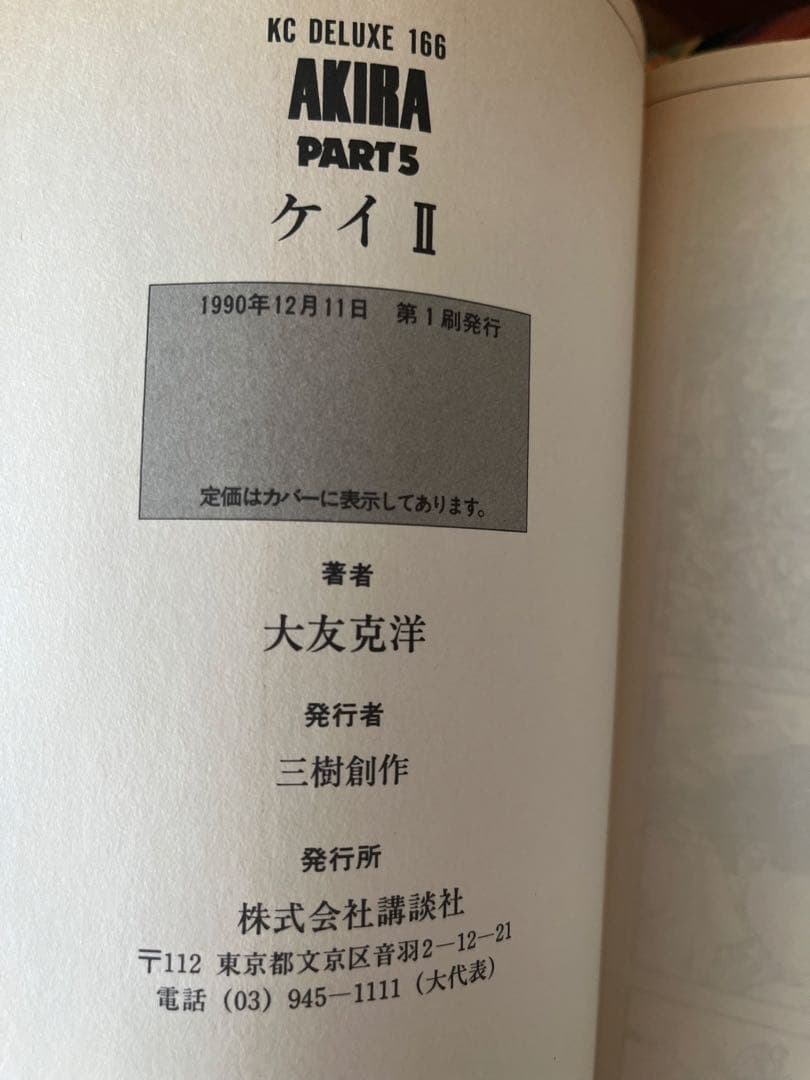 KC DELUXE 166
AKIRA
PART5
ケイⅡ
1990年12月11日　第1刷発行
定価はカバーに表示してあります。
著者
大友克洋
発行者
三樹創作
発行所
株式会社講談社
〒112 東京都文京区音羽2―12―21
電話 (03) 945―1111 (大代表)